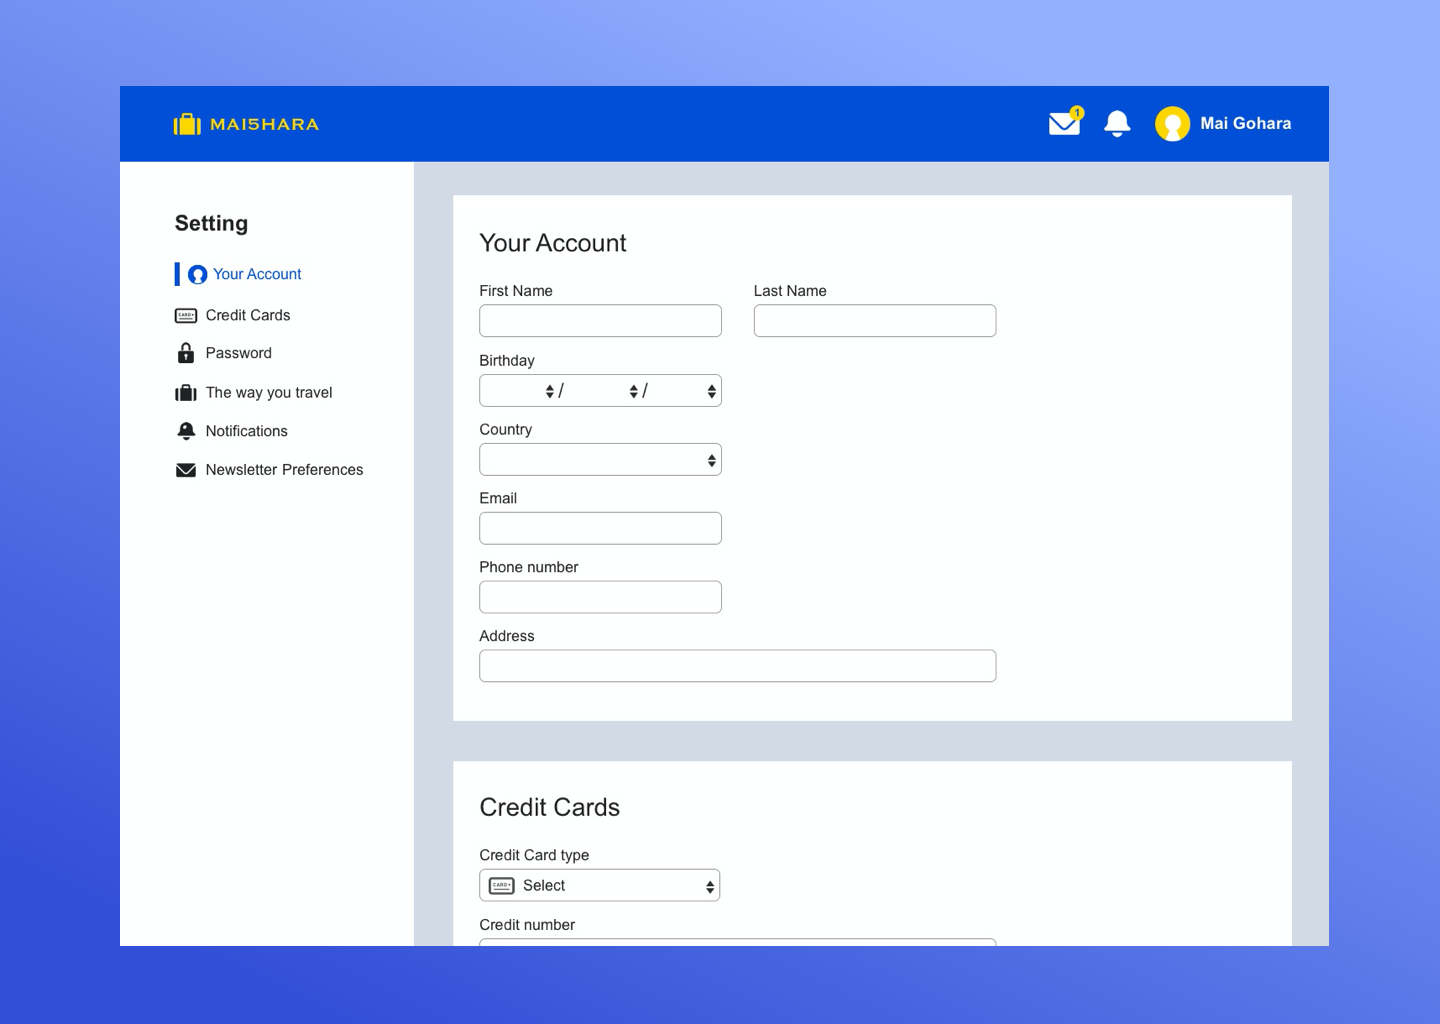 MAI5HARA
1
Mai Gohara
Setting
Your Account
Credit Cards
Password
The way you travel
Notifications
Newsletter Preferences
Your Account
First Name
Last Name
Birthday
/ /
Country
Email
Phone number
Address
Credit Cards
Credit Card type
CARD
Select
Credit number